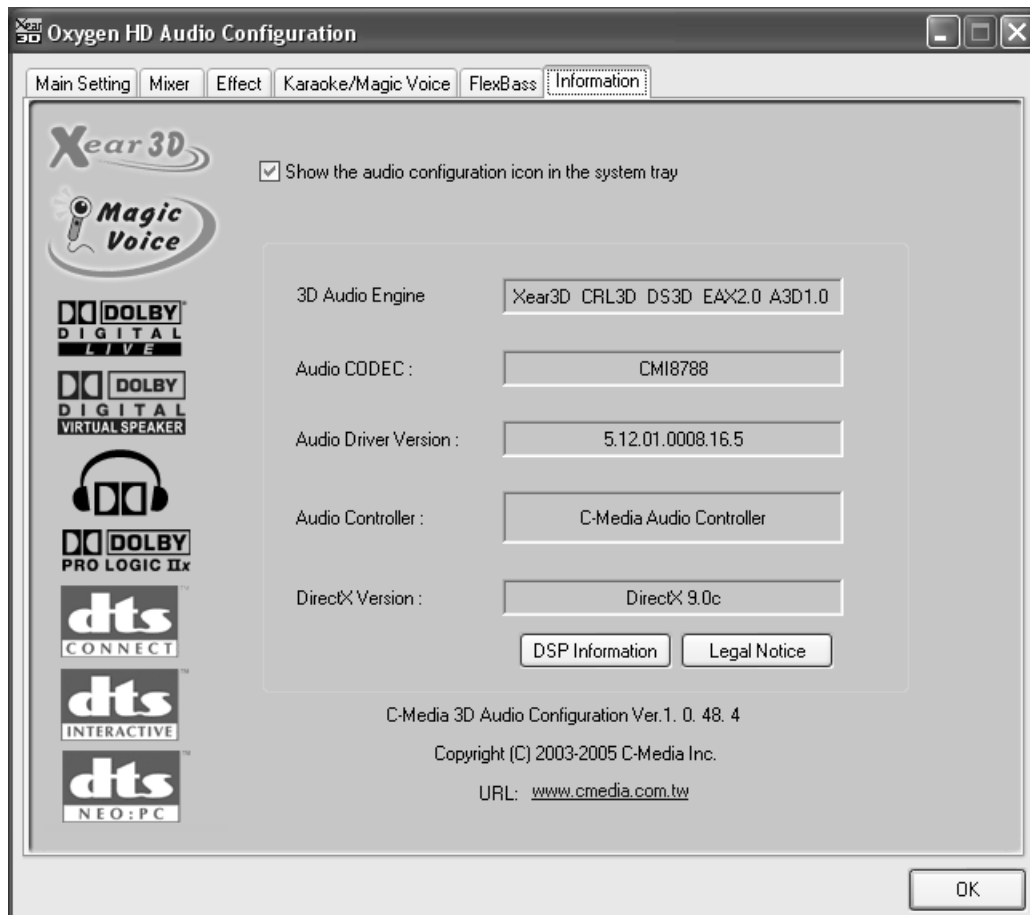 Xear 3D Oxygen HD Audio Configuration
Main Setting Mixer Effect Karaoke/Magic Voice FlexBass Information
Xear 3D
Show the audio configuration icon in the system tray
Magic
Voice
DOLBY
DIGITAL
LIVE
DOLBY
DIGITAL
VIRTUAL SPEAKER
DOLBY
PRO LOGIC IIx
dts
CONNECT
dts
INTERACTIVE
dts
NEO:PC
3D Audio Engine Xear3D CRL3D DS3D EAX2.0 A3D1.0
Audio CODEC : CMI8788
Audio Driver Version : 5.12.01.0008.16.5
Audio Controller : C-Media Audio Controller
DirectX Version : DirectX 9.0c
DSP Information Legal Notice
C-Media 3D Audio Configuration Ver.1. 0. 48. 4
Copyright (C) 2003-2005 C-Media Inc.
URL: www.cmedia.com.tw
OK